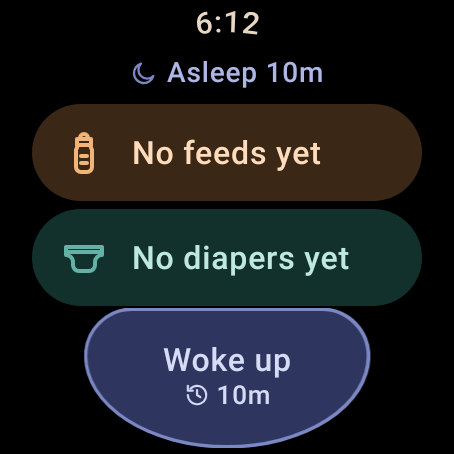 6:12
Asleep 10m
No feeds yet
No diapers yet
Woke up
10m